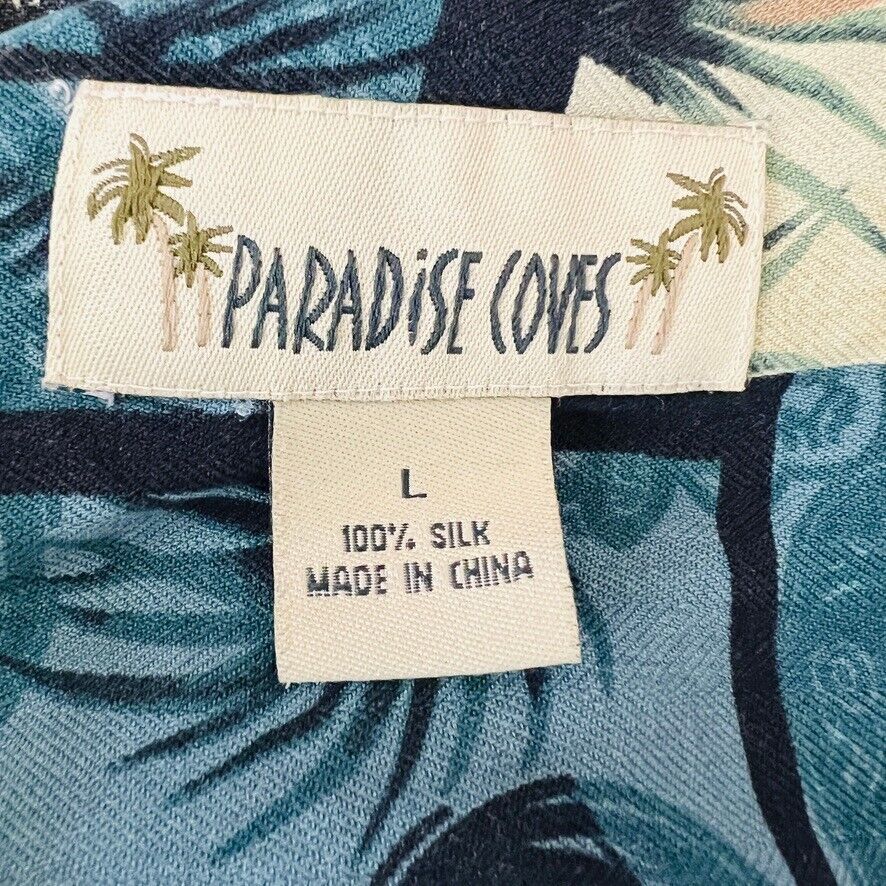 PARADiSE COVES
L
100% SILK
MADE IN CHINA